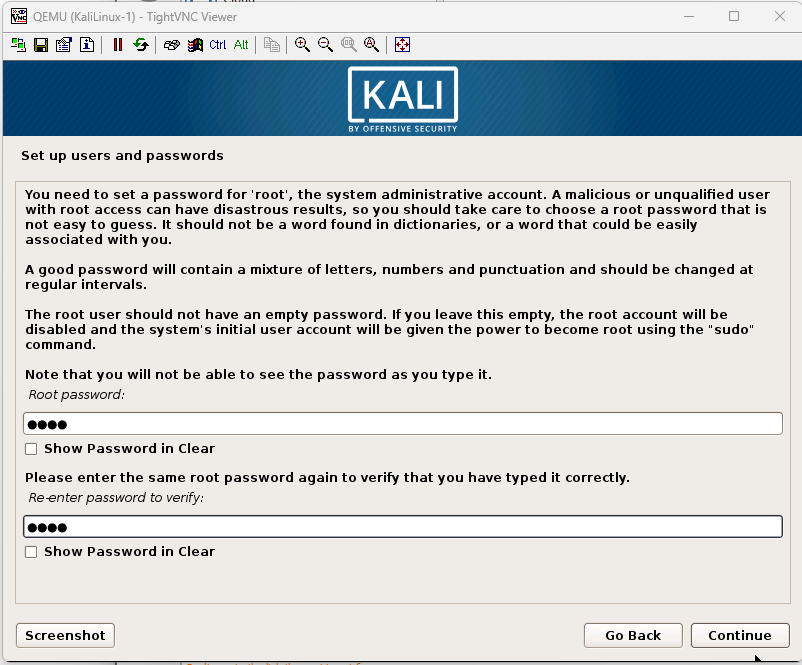 QEMU (KaliLinux-1) - TightVNC Viewer
Ctrl Alt
KALI
BY OFFENSIVE SECURITY
Set up users and passwords
You need to set a password for 'root', the system administrative account. A malicious or unqualified user
with root access can have disastrous results, so you should take care to choose a root password that is
not easy to guess. It should not be a word found in dictionaries, or a word that could be easily
associated with you.
A good password will contain a mixture of letters, numbers and punctuation and should be changed at
regular intervals.
The root user should not have an empty password. If you leave this empty, the root account will be
disabled and the system's initial user account will be given the power to become root using the "sudo"
command.
Note that you will not be able to see the password as you type it.
Root password:
●●●●
Show Password in Clear
Please enter the same root password again to verify that you have typed it correctly.
Re-enter password to verify:
●●●●
Show Password in Clear
Screenshot
Go Back
Continue